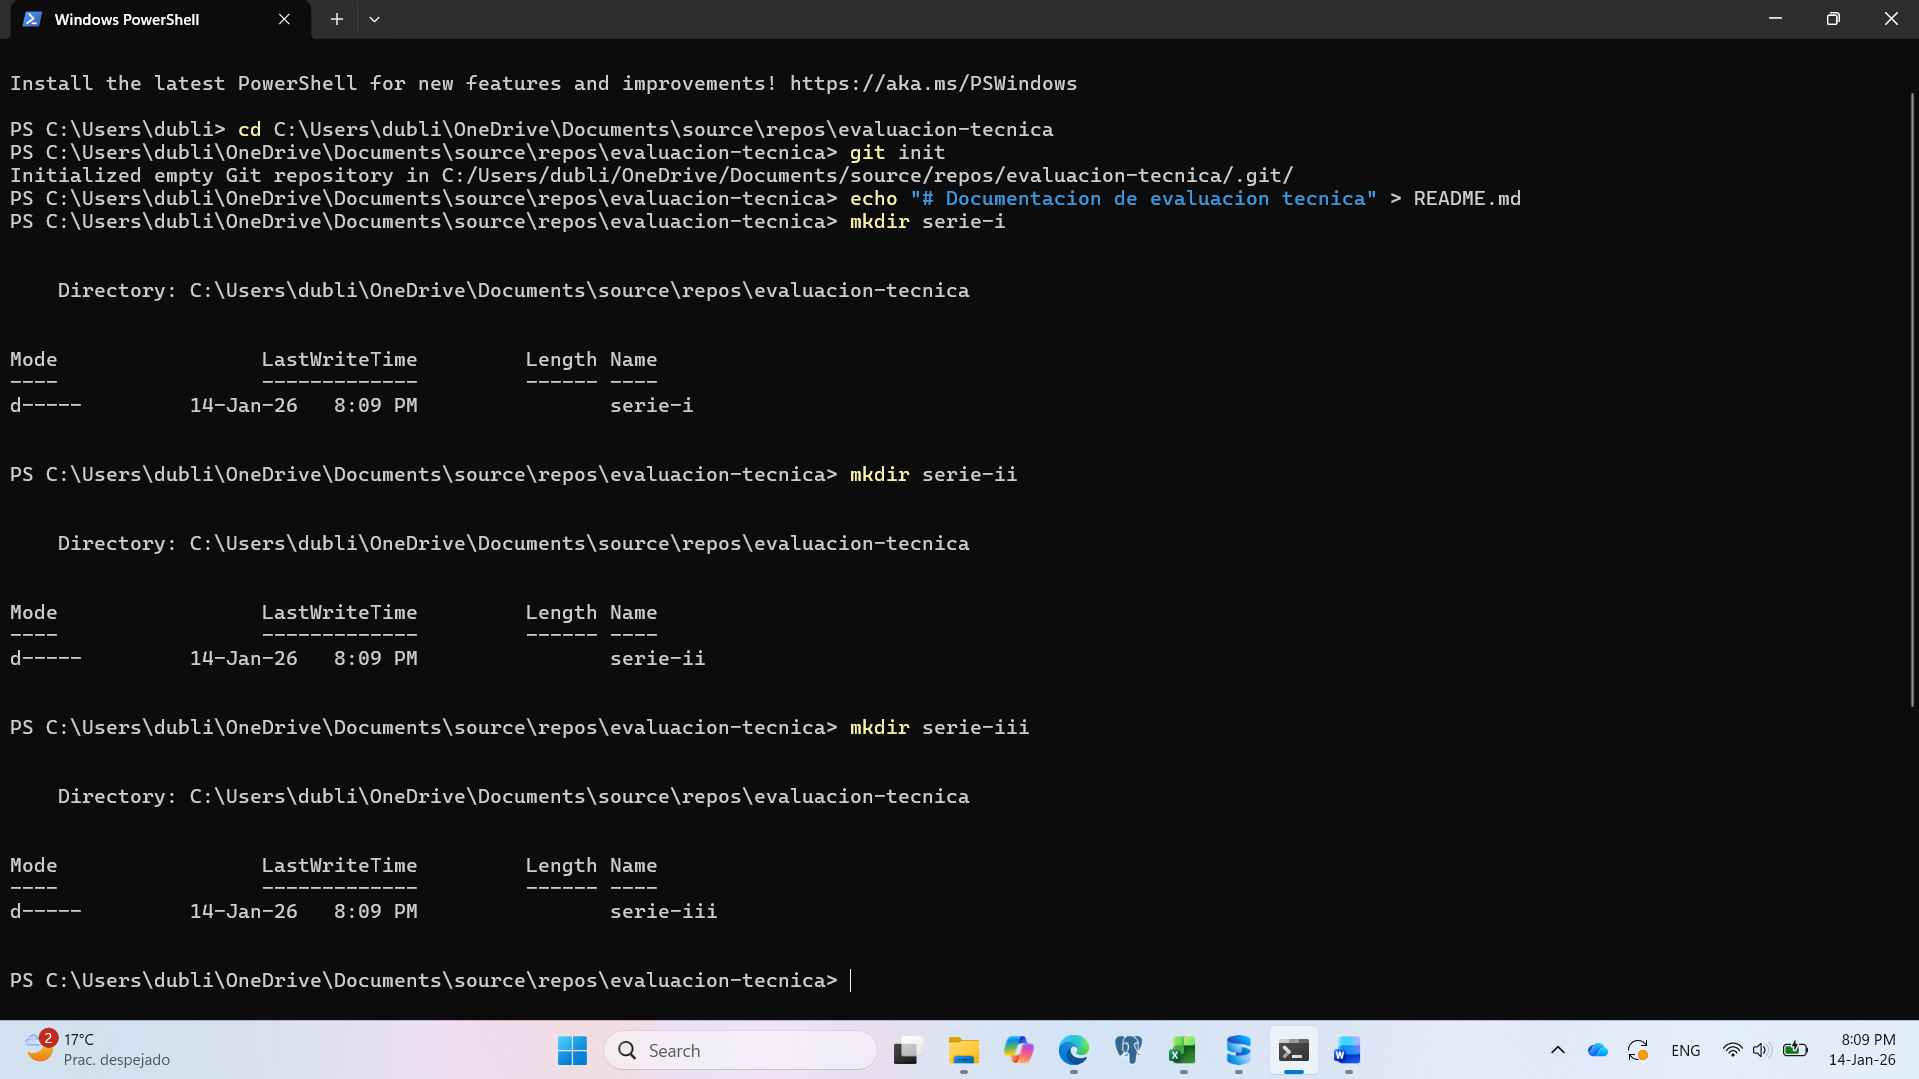 Windows PowerShell
Install the latest PowerShell for new features and improvements! https://aka.ms/PSWindows
PS C:\Users\dubli> cd C:\Users\dubli\OneDrive\Documents\source\repos\evaluacion-tecnica
PS C:\Users\dubli\OneDrive\Documents\source\repos\evaluacion-tecnica> git init
Initialized empty Git repository in C:/Users/dubli/OneDrive/Documents/source/repos/evaluacion-tecnica/.git/
PS C:\Users\dubli\OneDrive\Documents\source\repos\evaluacion-tecnica> echo "# Documentacion de evaluacion tecnica" > README.md
PS C:\Users\dubli\OneDrive\Documents\source\repos\evaluacion-tecnica> mkdir serie-i
    Directory: C:\Users\dubli\OneDrive\Documents\source\repos\evaluacion-tecnica
Mode                 LastWriteTime         Length Name
----                 -------------         ------ ----
d-----         14-Jan-26   8:09 PM                serie-i
PS C:\Users\dubli\OneDrive\Documents\source\repos\evaluacion-tecnica> mkdir serie-ii
    Directory: C:\Users\dubli\OneDrive\Documents\source\repos\evaluacion-tecnica
Mode                 LastWriteTime         Length Name
----                 -------------         ------ ----
d-----         14-Jan-26   8:09 PM                serie-ii
PS C:\Users\dubli\OneDrive\Documents\source\repos\evaluacion-tecnica> mkdir serie-iii
    Directory: C:\Users\dubli\OneDrive\Documents\source\repos\evaluacion-tecnica
Mode                 LastWriteTime         Length Name
----                 -------------         ------ ----
d-----         14-Jan-26   8:09 PM                serie-iii
PS C:\Users\dubli\OneDrive\Documents\source\repos\evaluacion-tecnica>
2
17°C
Prac. despejado
Search
ENG
8:09 PM
14-Jan-26